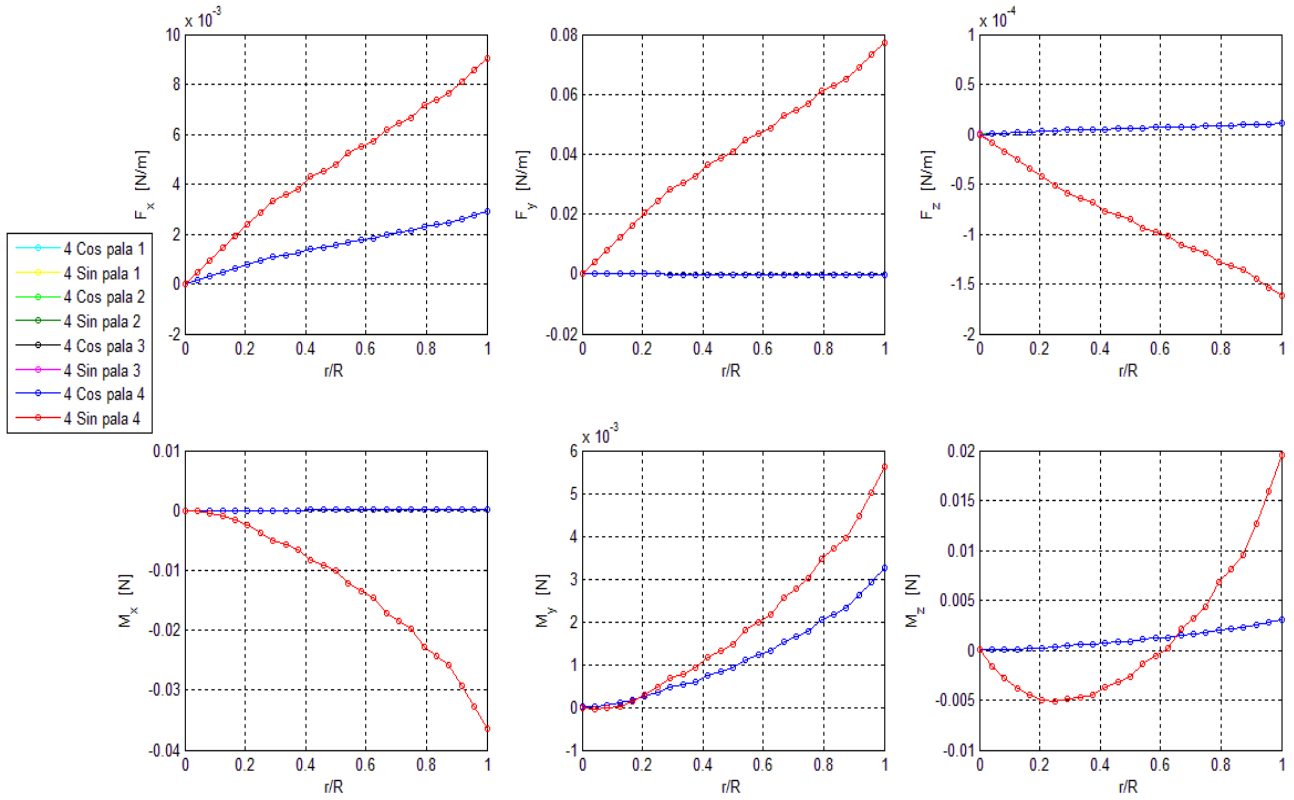 x 10^-3
10
8
6
4
2
0
-2
0 0.2 0.4 0.6 0.8 1
r/R
F_x [N/m]
0.08
0.06
0.04
0.02
0
-0.02
0 0.2 0.4 0.6 0.8 1
r/R
F_y [N/m]
x 10^-4
1
0.5
0
-0.5
-1
-1.5
-2
0 0.2 0.4 0.6 0.8 1
r/R
F_z [N/m]
4 Cos pala 1
4 Sin pala 1
4 Cos pala 2
4 Sin pala 2
4 Cos pala 3
4 Sin pala 3
4 Cos pala 4
4 Sin pala 4
0.01
0
-0.01
-0.02
-0.03
-0.04
0 0.2 0.4 0.6 0.8 1
r/R
M_x [N]
x 10^-3
6
5
4
3
2
1
0
-1
0 0.2 0.4 0.6 0.8 1
r/R
M_y [N]
0.02
0.015
0.01
0.005
0
-0.005
-0.01
0 0.2 0.4 0.6 0.8 1
r/R
M_z [N]